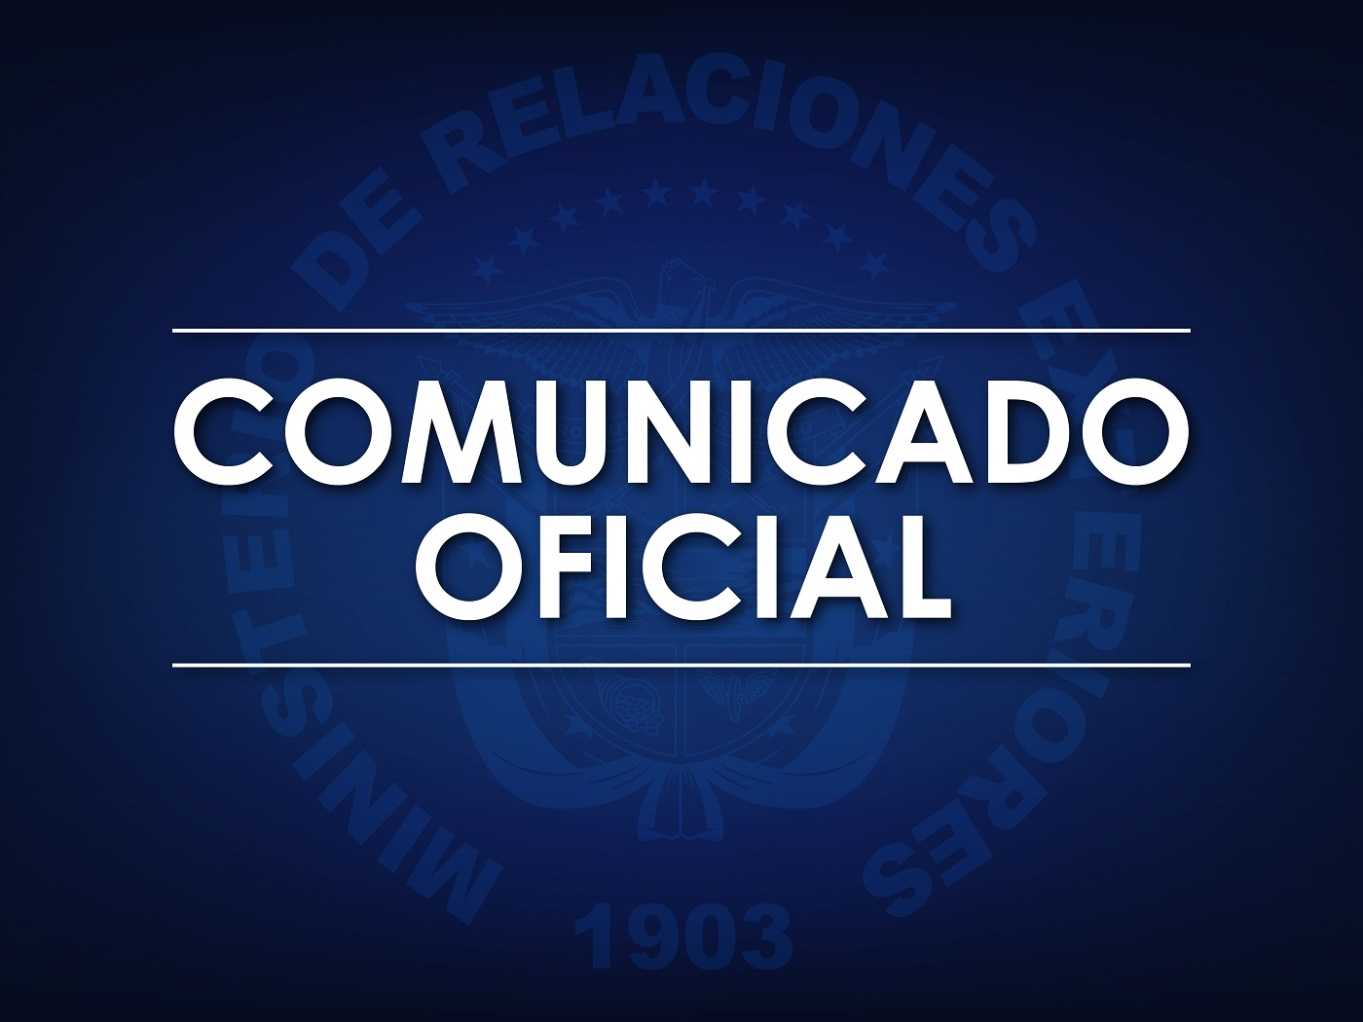 MINISTERIO DE RELACIONES EXTERIORES
COMUNICADO
OFICIAL
1903